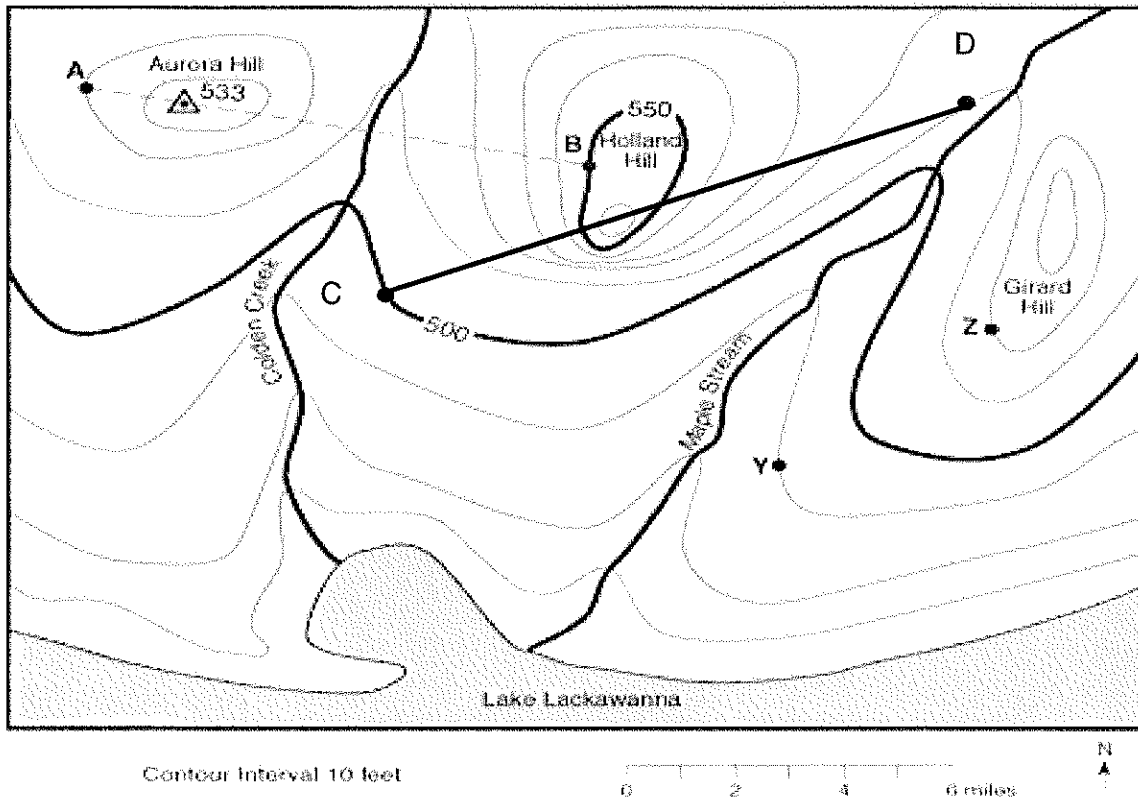 A
Aurora Hill
533
D
550
B
Holland
Hill
C
Colden Creek
500
Girard
Hill
Z
Maple Stream
Y
Lake Lackawanna
Contour Interval 10 feet
0 2 4 6 miles
N